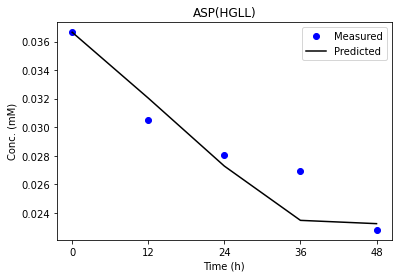 ASP(HGLL)
Measured
Predicted
Conc. (mM)
0.036
0.034
0.032
0.030
0.028
0.026
0.024
0 12 24 36 48
Time (h)